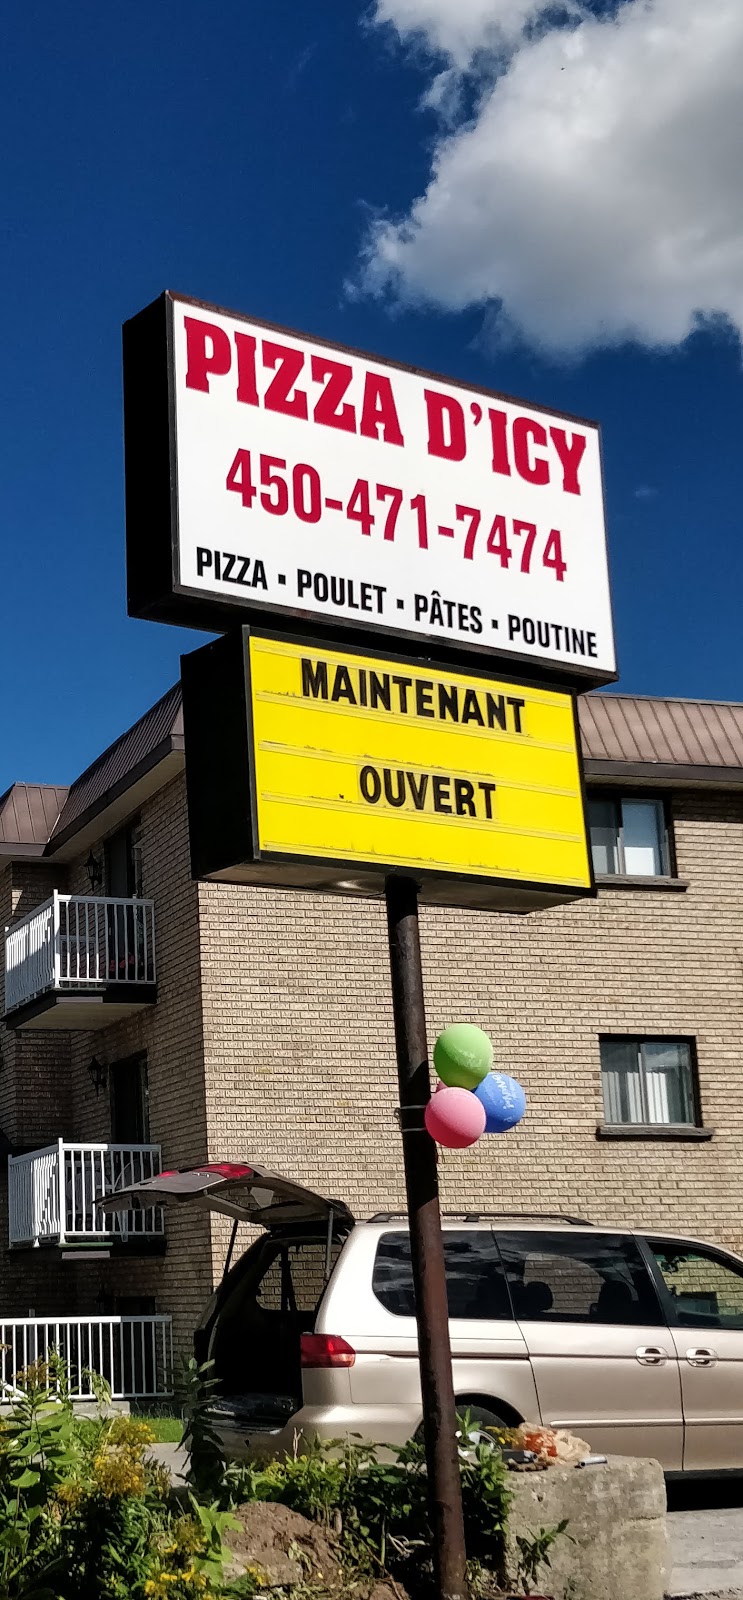 PIZZA D'ICY
450-471-7474
PIZZA ▪ POULET ▪ PÂTES ▪ POUTINE
MAINTENANT
OUVERT